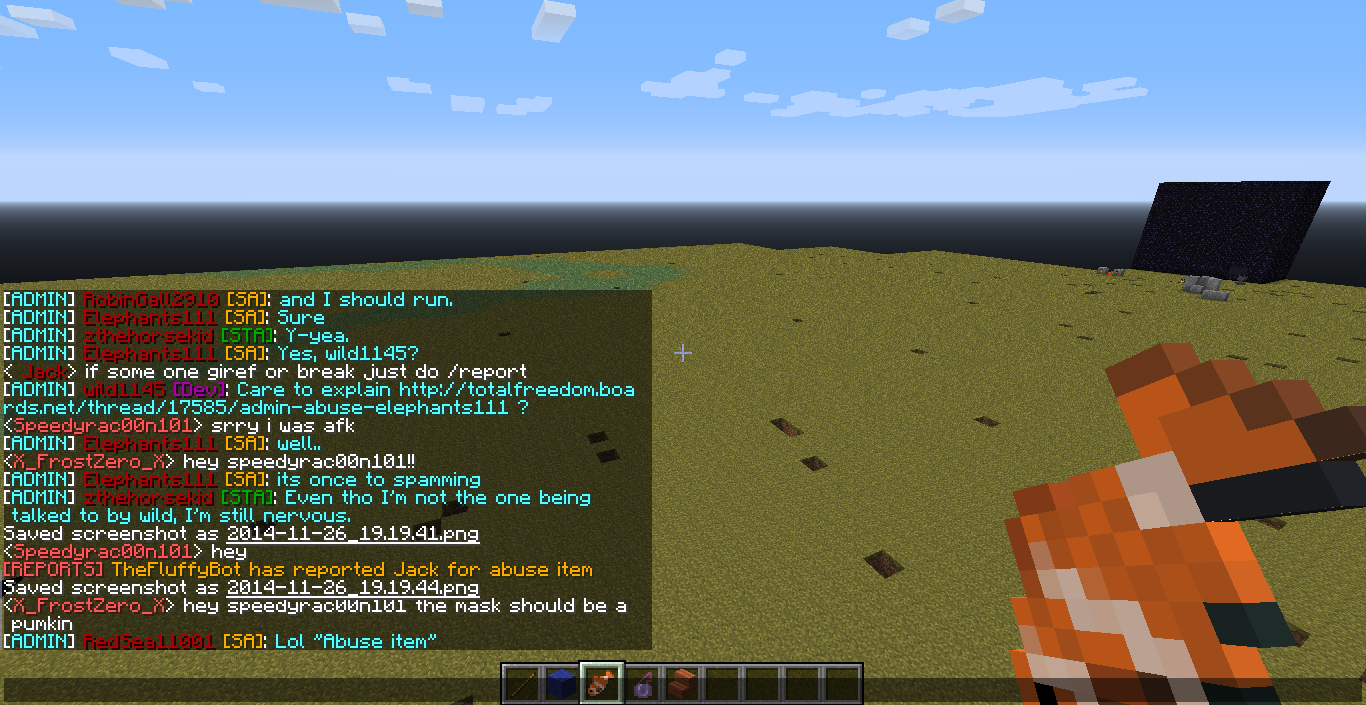 [ADMIN] RobinGall2910 [SA]: and I should run.
[ADMIN] Elephants111 [SA]: Sure
[ADMIN] zthehorsekid [STA]: Y-yea.
[ADMIN] Elephants111 [SA]: Yes, wild1145?
<_Jack> if some one giref or break just do /report
[ADMIN] wild1145 [Dev]: Care to explain http://totalfreedom.boa
rds.net/thread/17585/admin-abuse-elephants111 ?
<Speedyrac00n101> srry i was afk
[ADMIN] Elephants111 [SA]: well..
<X_FrostZero_X> hey speedyrac00n101!!
[ADMIN] Elephants111 [SA]: its once to spamming
[ADMIN] zthehorsekid [STA]: Even tho I'm not the one being
talked to by wild, I'm still nervous.
Saved screenshot as 2014-11-26_19.19.41.png
<Speedyrac00n101> hey
[REPORTS] TheFluffyBot has reported Jack for abuse item
Saved screenshot as 2014-11-26_19.19.44.png
<X_FrostZero_X> hey speedyrac00n101 the mask should be a
pumkin
[ADMIN] RedSea11001 [SA]: Lol "Abuse item"